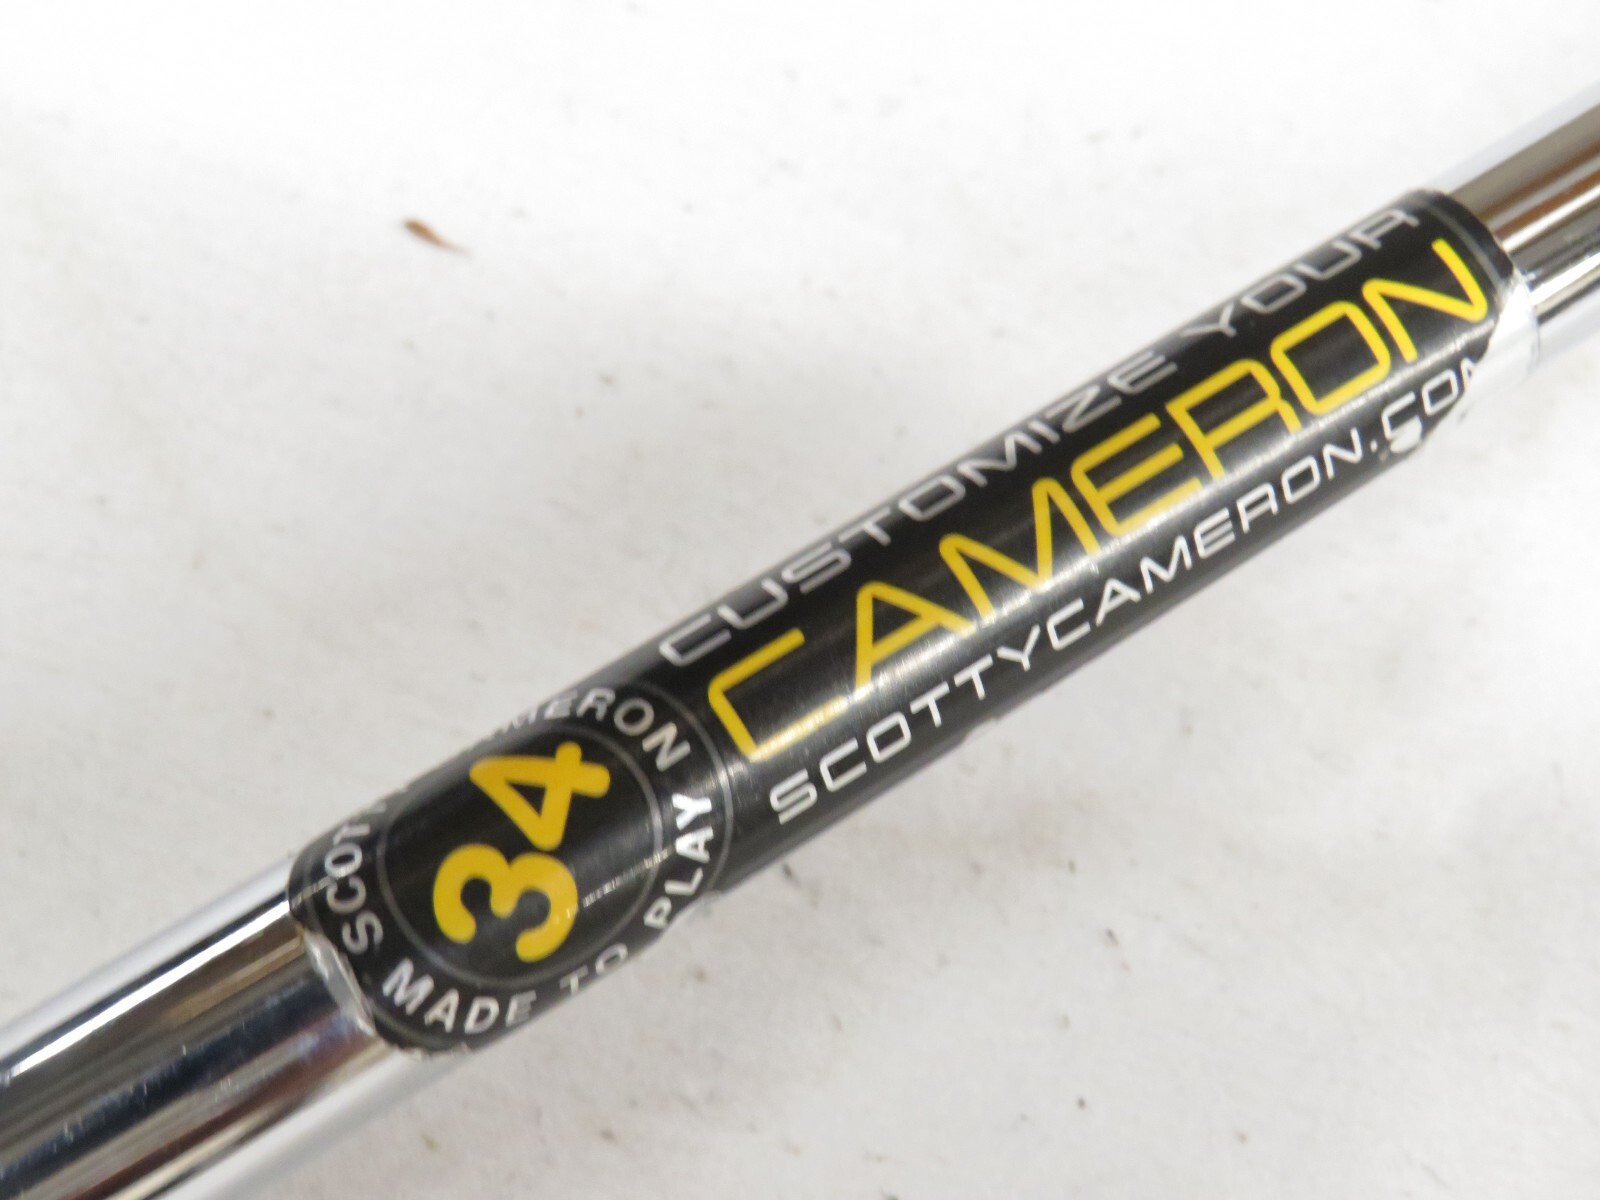 CUSTOMIZE YOUR
CAMERON
SCOTTYCAMERON.COM
34
MADE TO PLAY